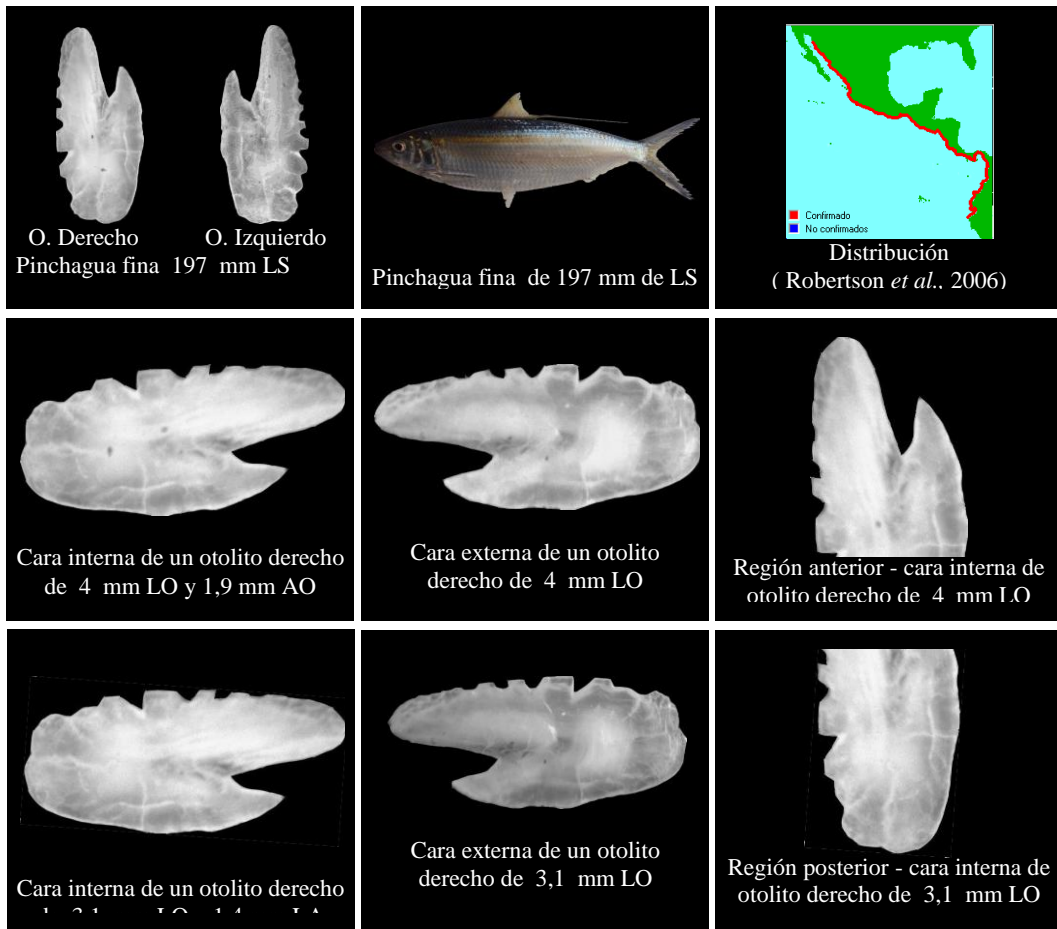 O. Derecho O. Izquierdo
Pinchagua fina 197 mm LS
Pinchagua fina de 197 mm de LS
Confirmado
No confirmados
Distribución
( Robertson et al., 2006)
Cara interna de un otolito derecho
de 4 mm LO y 1,9 mm AO
Cara externa de un otolito
derecho de 4 mm LO
Región anterior - cara interna de
otolito derecho de 4 mm LO
Cara interna de un otolito derecho
Cara externa de un otolito
derecho de 3,1 mm LO
Región posterior - cara interna de
otolito derecho de 3,1 mm LO